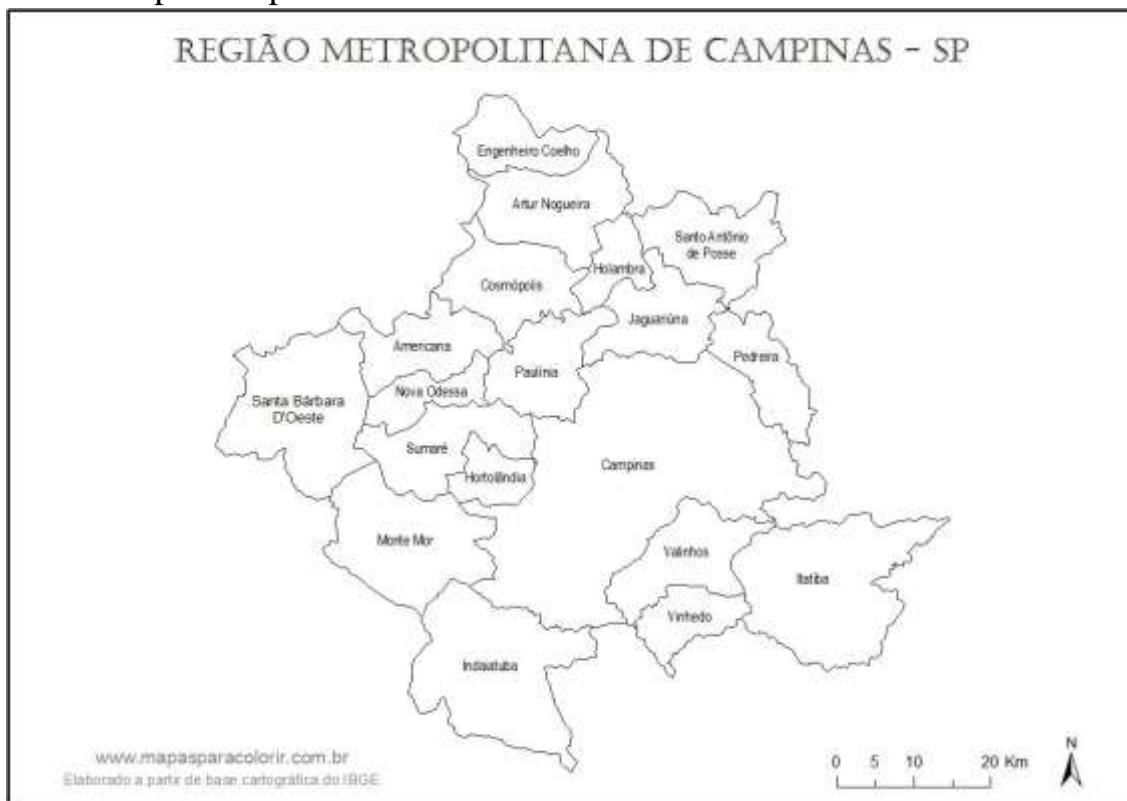 REGIÃO METROPOLITANA DE CAMPINAS - SP
Engenheiro Coelho
Artur Nogueira
Santo Antônio
de Posse
Holambra
Cosmópolis
Jaguariúna
Americana
Pedreira
Paulínia
Nova Odessa
Santa Bárbara
D'Oeste
Sumaré
Campinas
Hortolândia
Monte Mor
Valinhos
Itatiba
Vinhedo
Indaiatuba
www.mapasparacolorir.com.br
Elaborado a partir de base cartográfica do IBGE
0 5 10 20 Km
N